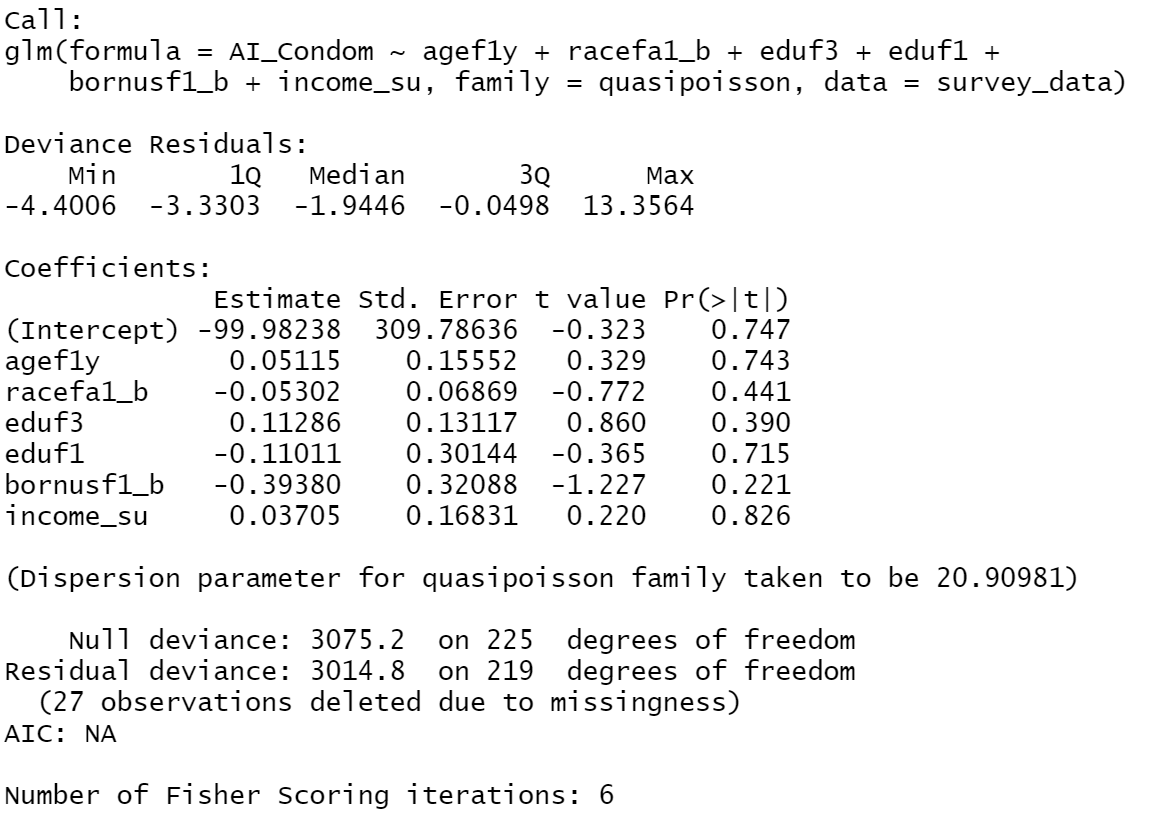 Call:
glm(formula = AI_Condom ~ agef1y + racefa1_b + eduf3 + eduf1 +
    bornusf1_b + income_su, family = quasipoisson, data = survey_data)

Deviance Residuals:
    Min       1Q   Median       3Q      Max
-4.4006  -3.3303  -1.9446  -0.0498  13.3564

Coefficients:
             Estimate Std. Error t value Pr(>|t|)
(Intercept) -99.98238  309.78636  -0.323    0.747
agef1y        0.05115    0.15552   0.329    0.743
racefa1_b    -0.05302    0.06869  -0.772    0.441
eduf3         0.11286    0.13117   0.860    0.390
eduf1        -0.11011    0.30144  -0.365    0.715
bornusf1_b   -0.39380    0.32088  -1.227    0.221
income_su     0.03705    0.16831   0.220    0.826

(Dispersion parameter for quasipoisson family taken to be 20.90981)

    Null deviance: 3075.2  on 225  degrees of freedom
Residual deviance: 3014.8  on 219  degrees of freedom
  (27 observations deleted due to missingness)
AIC: NA

Number of Fisher Scoring iterations: 6